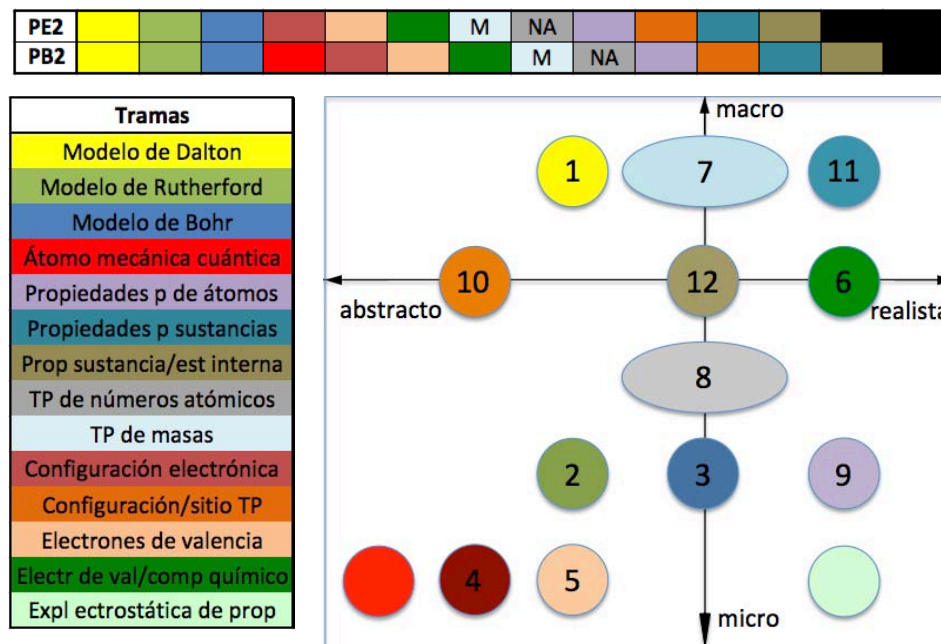 PE2 M NA
PB2 M NA
Tramas
Modelo de Dalton
Modelo de Rutherford
Modelo de Bohr
Átomo mecánica cuántica
Propiedades p de átomos
Propiedades p sustancias
Prop sustancia/est interna
TP de números atómicos
TP de masas
Configuración electrónica
Configuración/sitio TP
Electrones de valencia
Electr de val/comp químico
Expl ectrostática de prop
macro
1 7 11
10 12 6
abstracto realista
8
2 3 9
4 5
micro